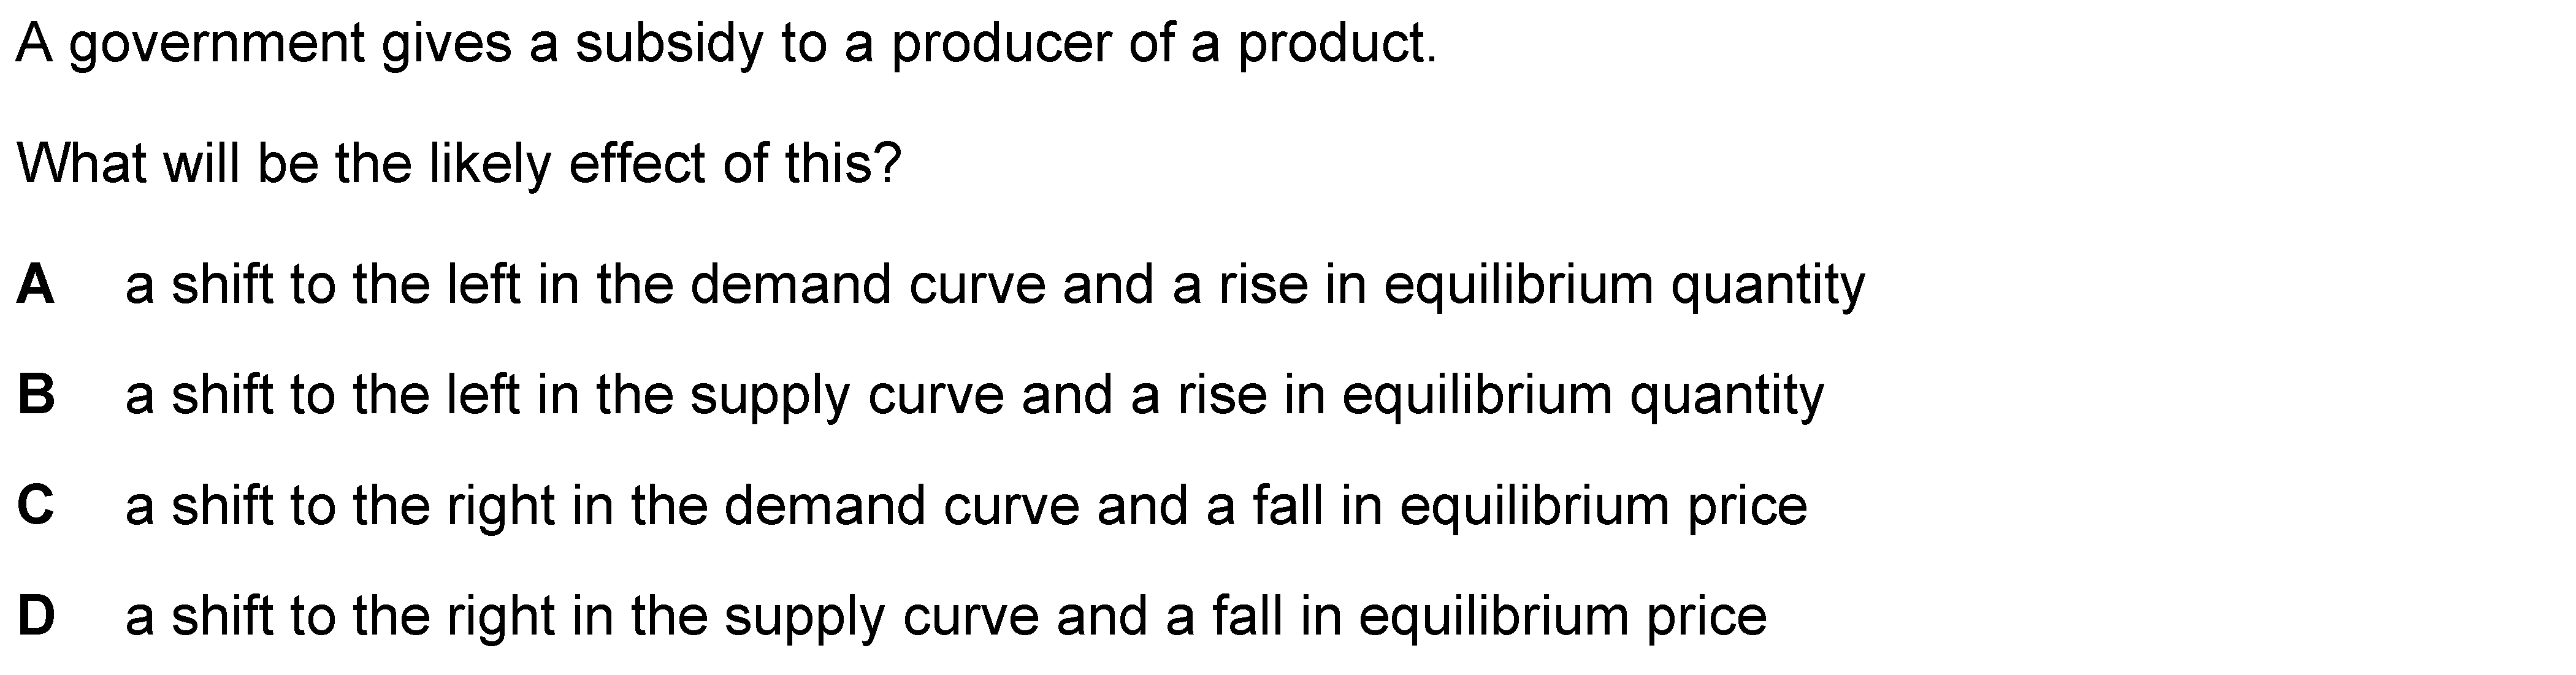 A government gives a subsidy to a producer of a product.
What will be the likely effect of this?
A a shift to the left in the demand curve and a rise in equilibrium quantity
B a shift to the left in the supply curve and a rise in equilibrium quantity
C a shift to the right in the demand curve and a fall in equilibrium price
D a shift to the right in the supply curve and a fall in equilibrium price